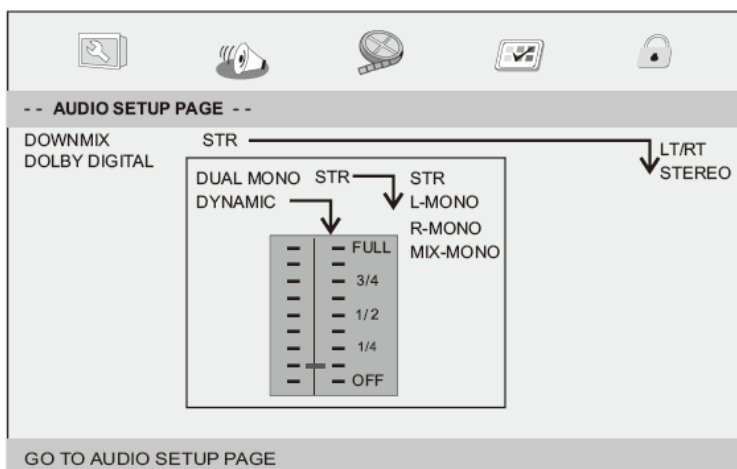 - - AUDIO SETUP PAGE - -
DOWNMIX STR LT/RT
DOLBY DIGITAL STEREO
DUAL MONO STR STR
DYNAMIC L-MONO
R-MONO
FULL MIX-MONO
3/4
1/2
1/4
OFF
GO TO AUDIO SETUP PAGE